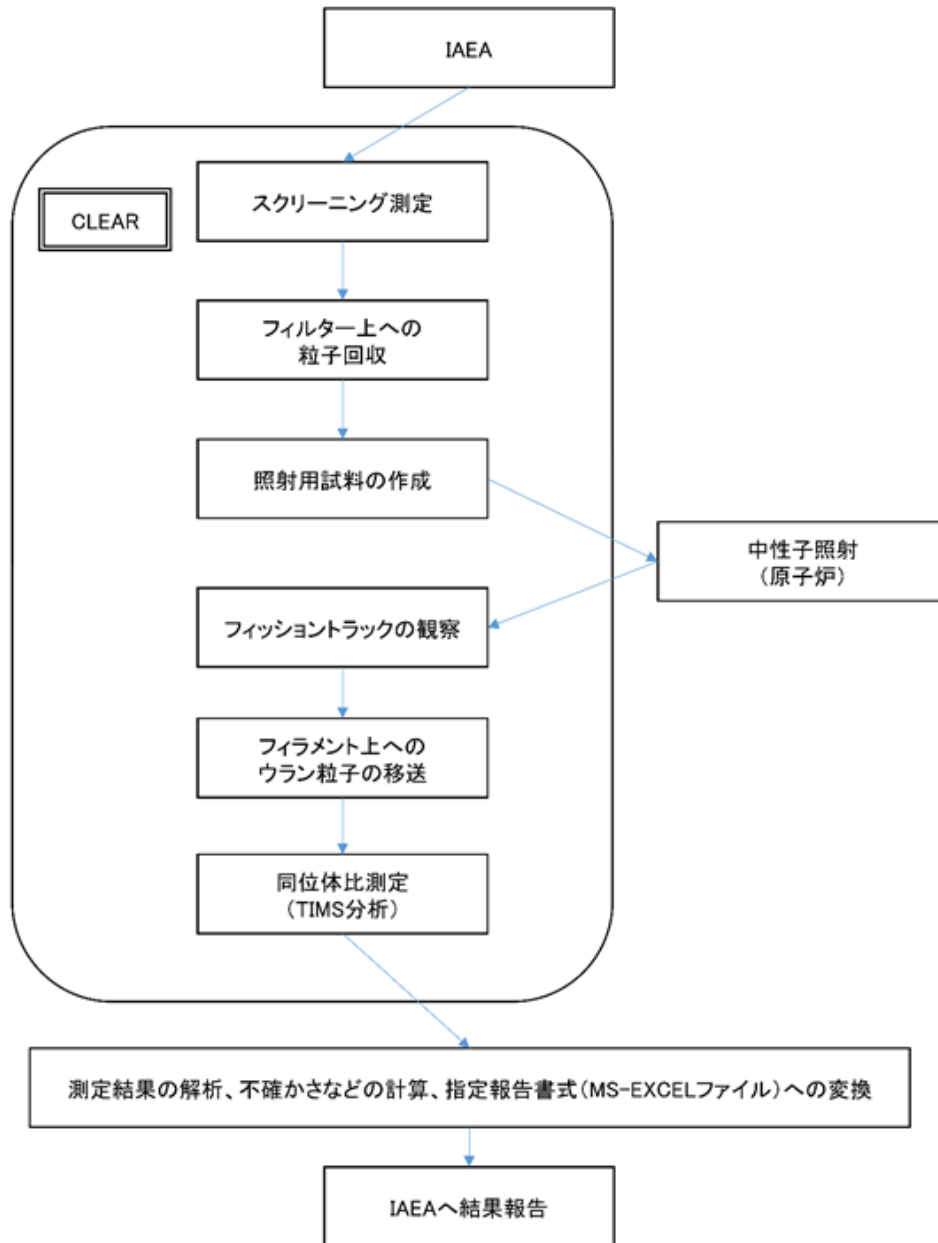 IAEA
スクリーニング測定
CLEAR
フィルター上への
粒子回収
照射用試料の作成
中性子照射
（原子炉）
フィッショントラックの観察
フィラメント上への
ウラン粒子の移送
同位体比測定
（TIMS分析）
測定結果の解析、不確かさなどの計算、指定報告書式（MS-EXCELファイル）への変換
IAEAへ結果報告